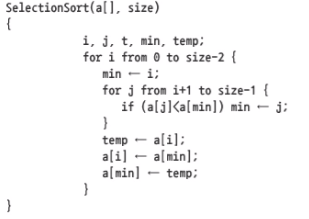 SelectionSort(a[], size)
{
i, j, t, min, temp;
for i from 0 to size-2 {
min ← i;
for j from i+1 to size-1 {
if (a[j]<a[min]) min ← j;
}
temp ← a[i];
a[i] ← a[min];
a[min] ← temp;
}
}